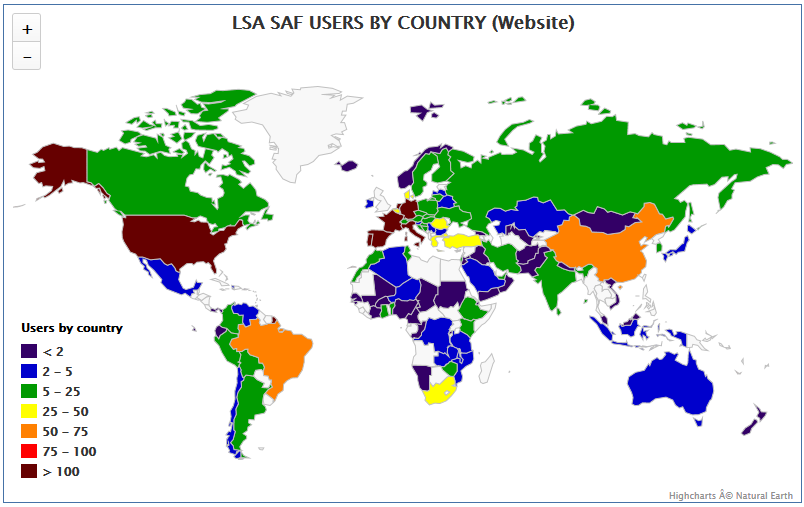 LSA SAF USERS BY COUNTRY (Website)
+
−
Users by country
< 2
2 – 5
5 – 25
25 – 50
50 – 75
75 – 100
> 100
Highcharts Â© Natural Earth